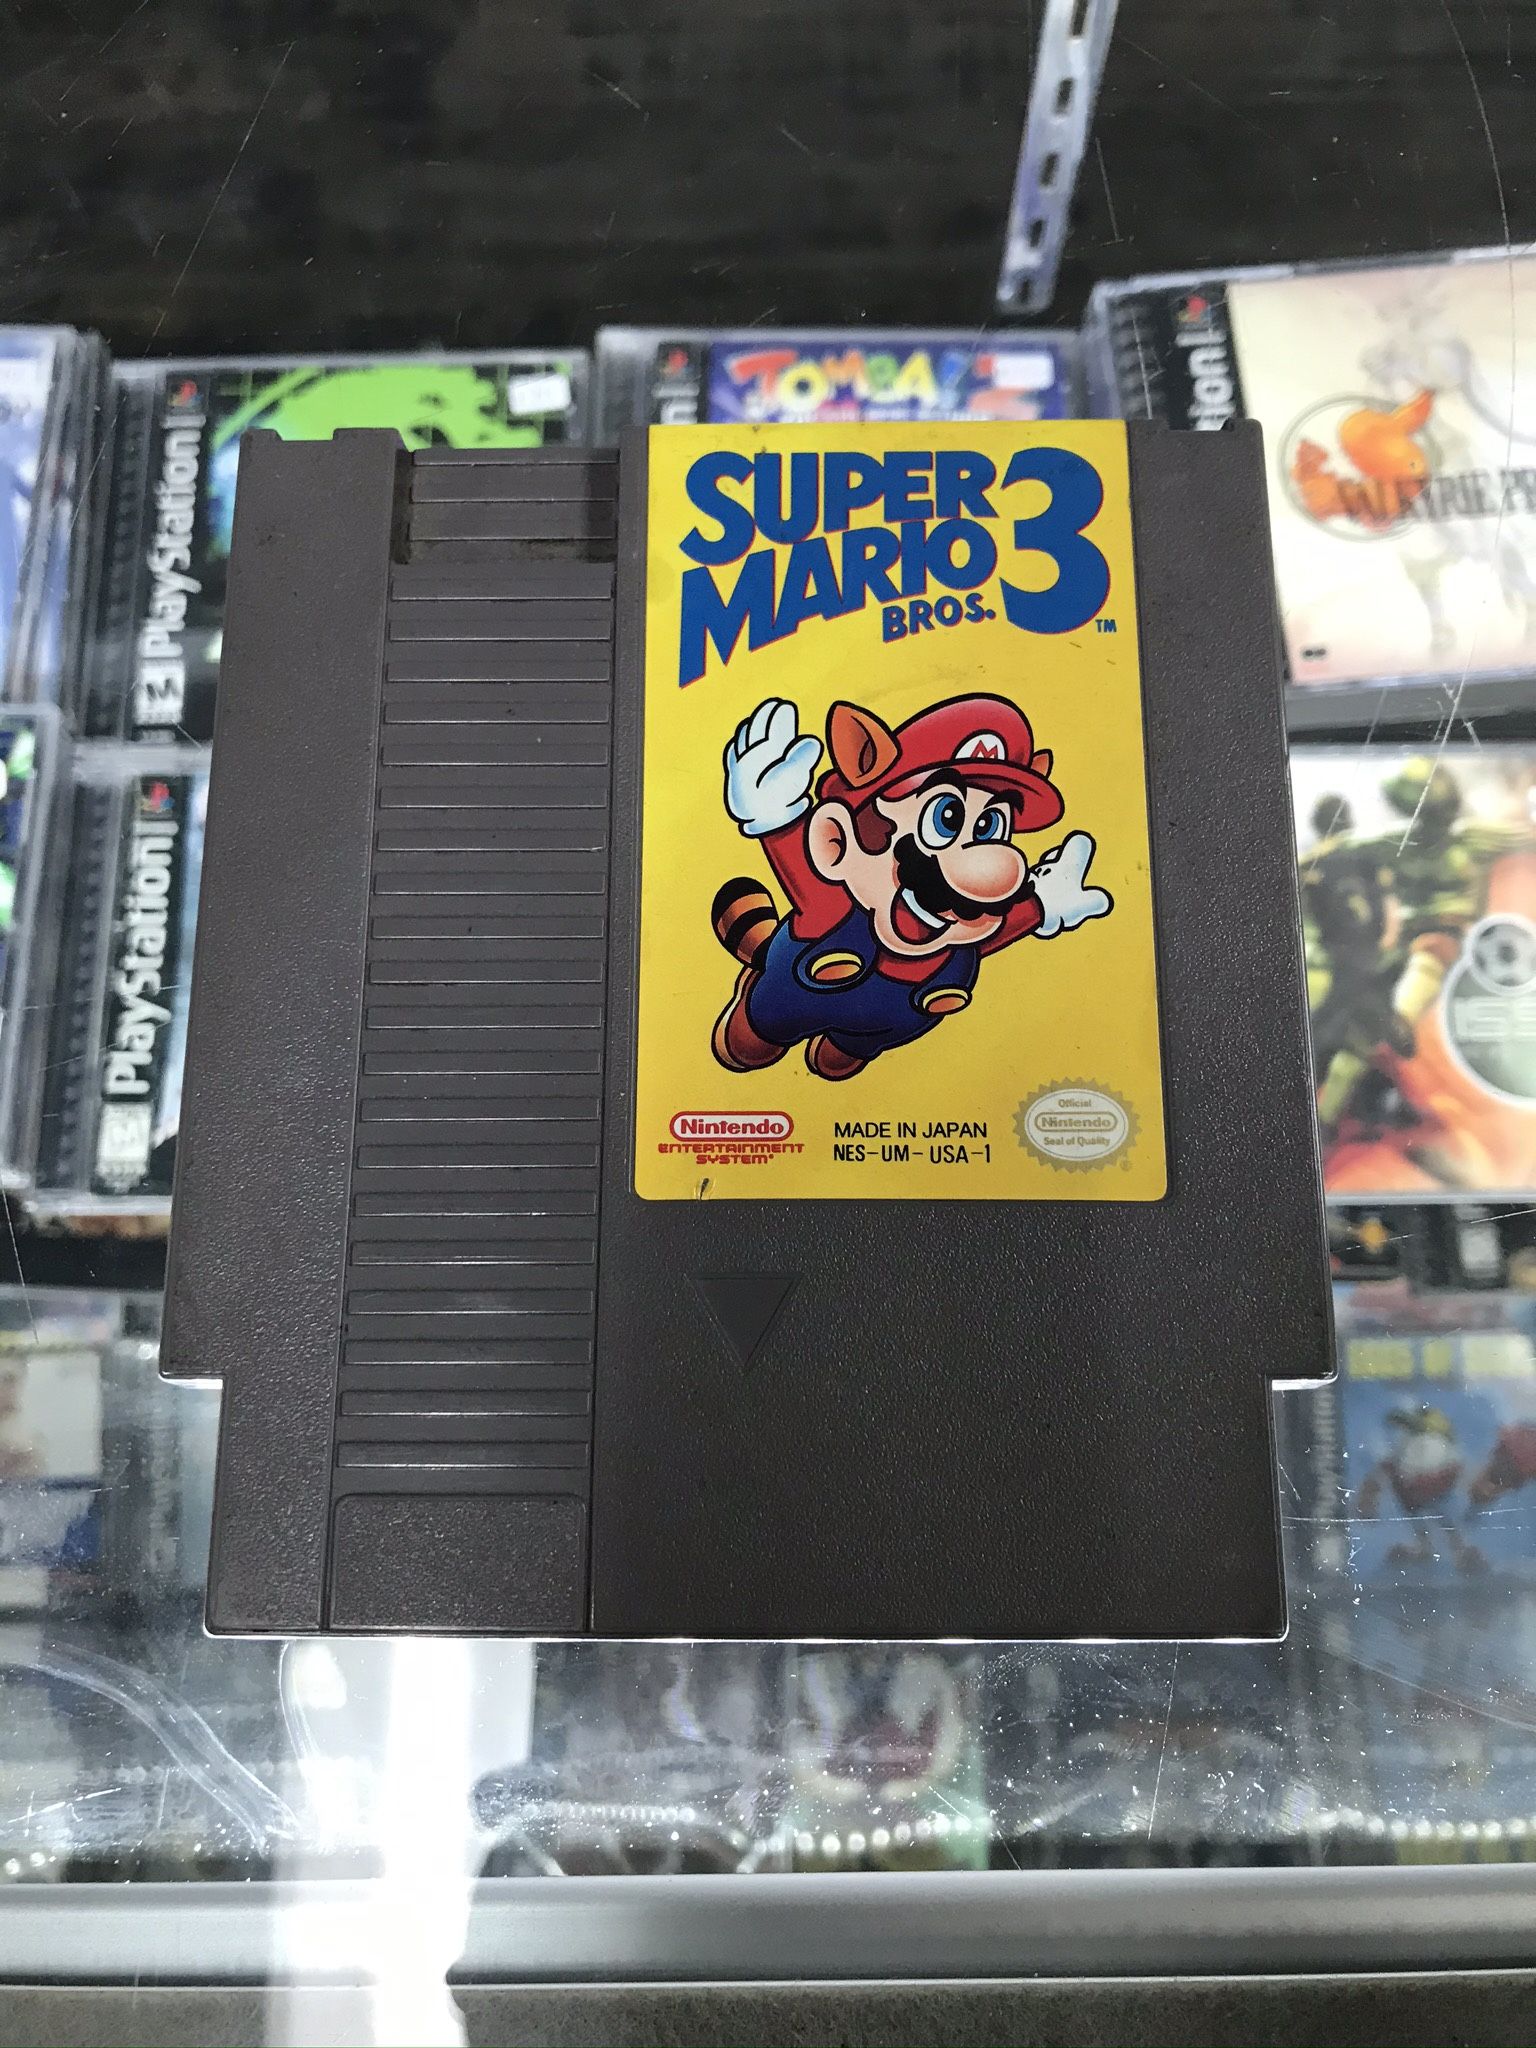 PlayStation
TOMBA!
VALKYRIE
PlayStation
SUPER
MARIO
BROS.
3
TM
M
Nintendo
ENTERTAINMENT
SYSTEM
MADE IN JAPAN
NES-UM-USA-1
Official
Nintendo
Seal of Quality